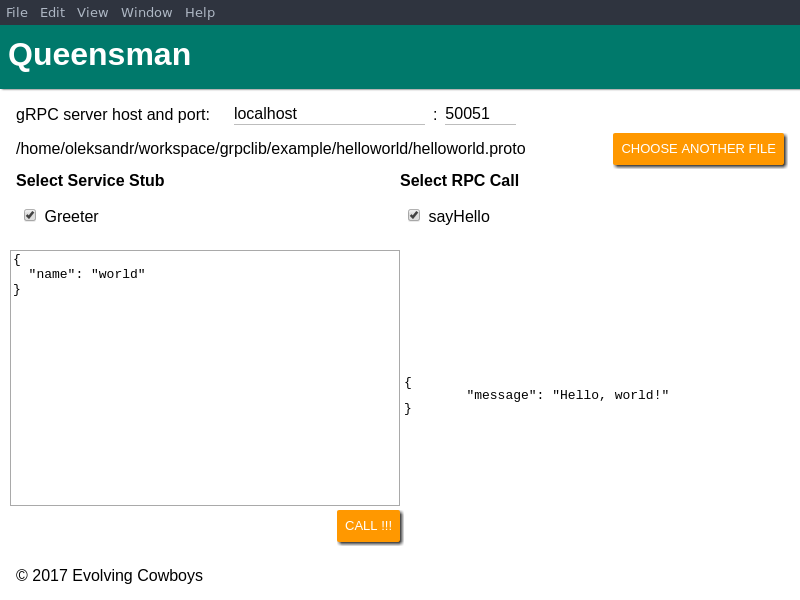 File Edit View Window Help
Queensman
gRPC server host and port: localhost : 50051
/home/oleksandr/workspace/grpclib/example/helloworld/helloworld.proto CHOOSE ANOTHER FILE
Select Service Stub Select RPC Call
Greeter sayHello
{
  "name": "world"
}
{
        "message": "Hello, world!"
}
CALL !!!
© 2017 Evolving Cowboys